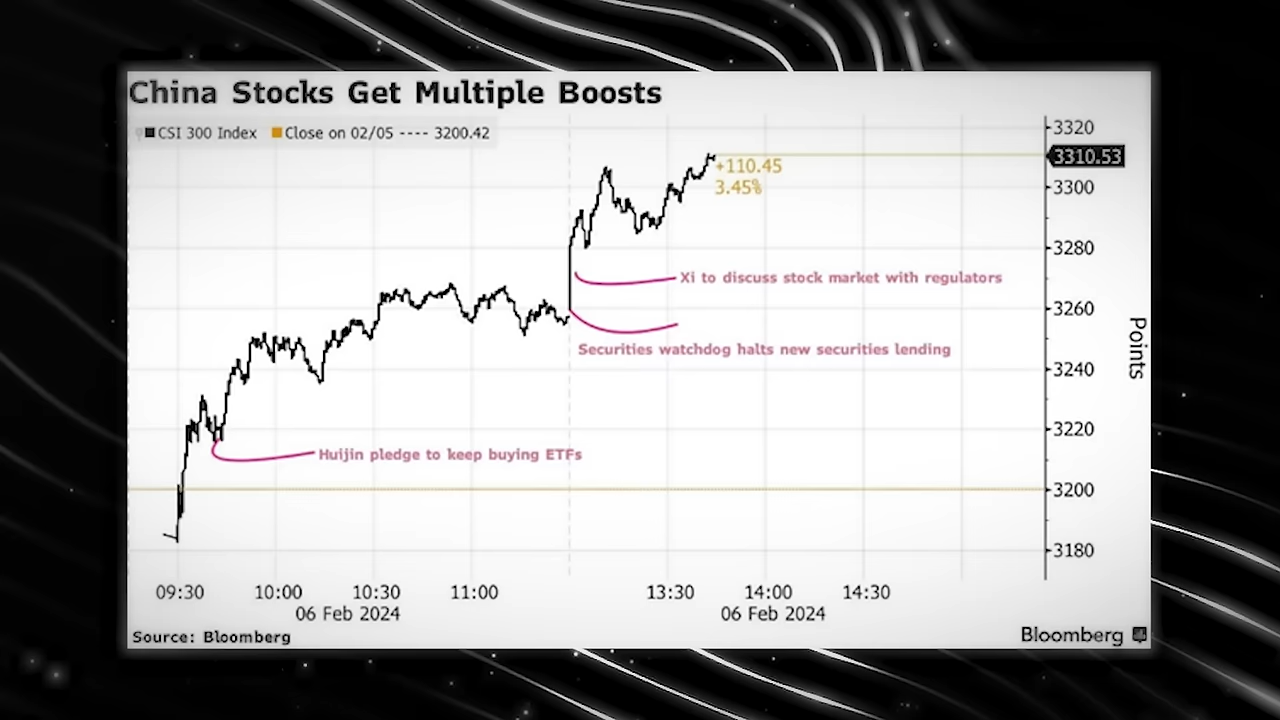 China Stocks Get Multiple Boosts
CSI 300 Index Close on 02/05 ---- 3200.42
3320
3310.53
+110.45
3.45%
3300
3280
Xi to discuss stock market with regulators
3260
Securities watchdog halts new securities lending
3240
Points
3220
Huijin pledge to keep buying ETFs
3200
3180
09:30 10:00 10:30 11:00 13:30 14:00 14:30
06 Feb 2024 06 Feb 2024
Source: Bloomberg
Bloomberg